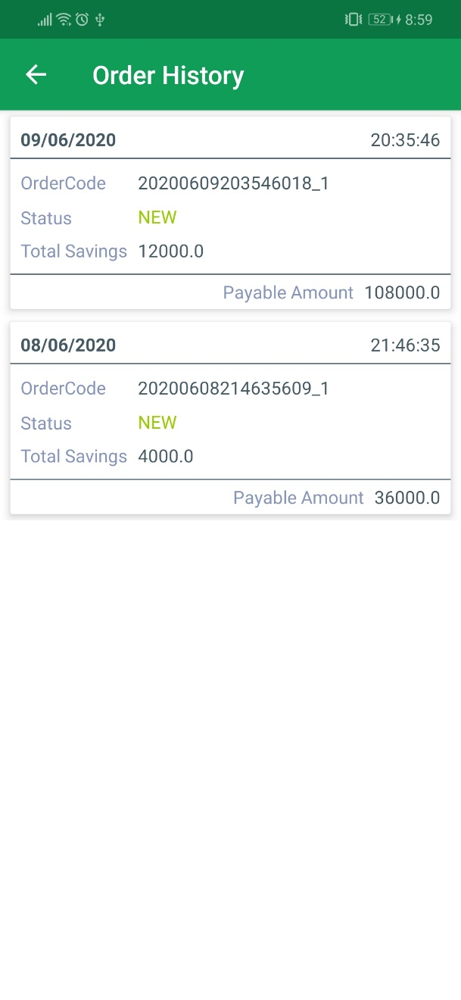 52 8:59
Order History
09/06/2020 20:35:46
OrderCode 20200609203546018_1
Status NEW
Total Savings 12000.0
Payable Amount 108000.0
08/06/2020 21:46:35
OrderCode 20200608214635609_1
Status NEW
Total Savings 4000.0
Payable Amount 36000.0